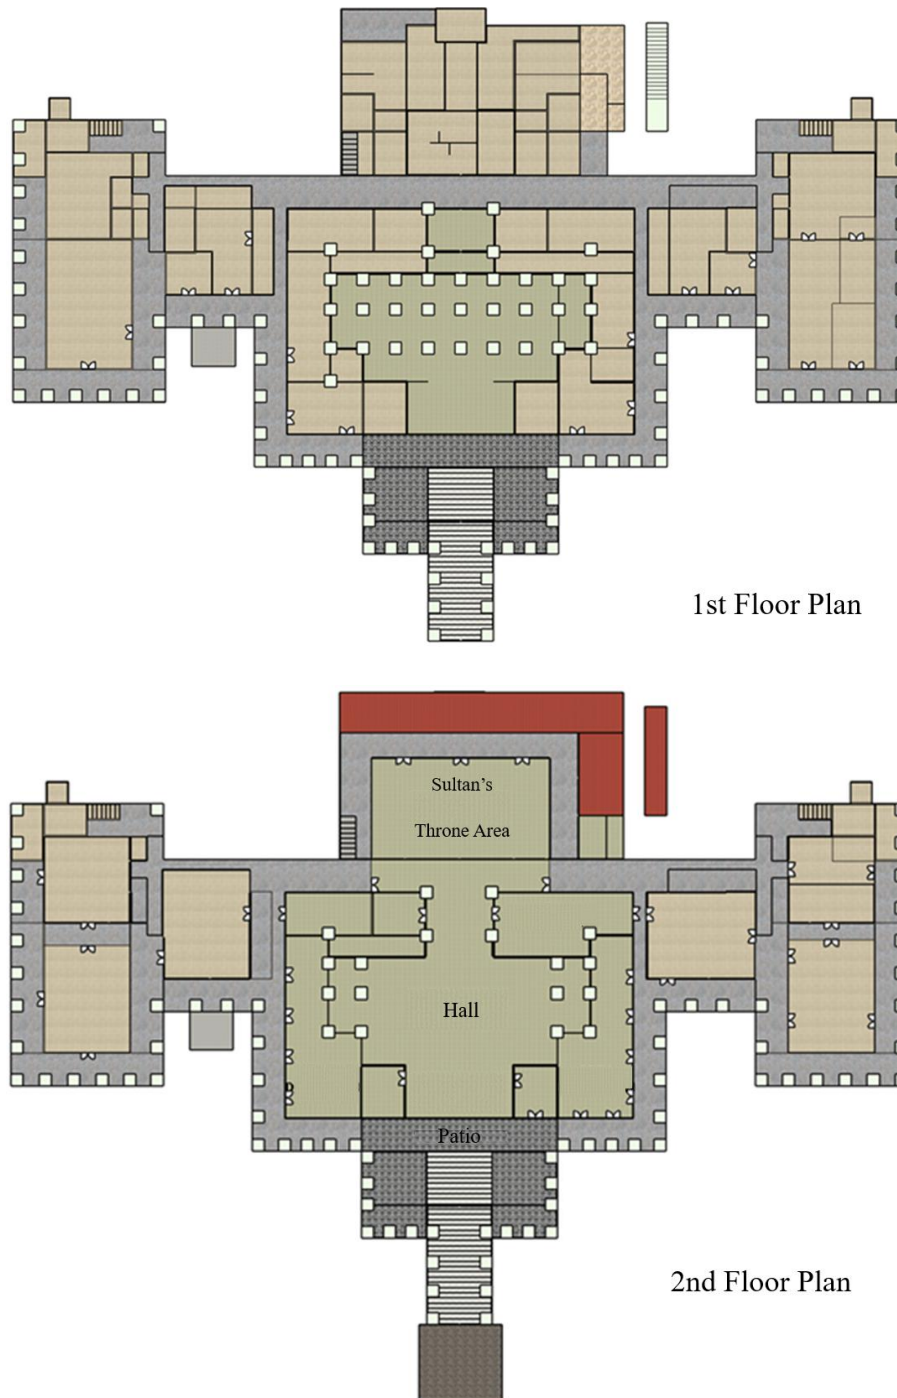 1st Floor Plan
Sultan's
Throne Area
Hall
Patio
2nd Floor Plan